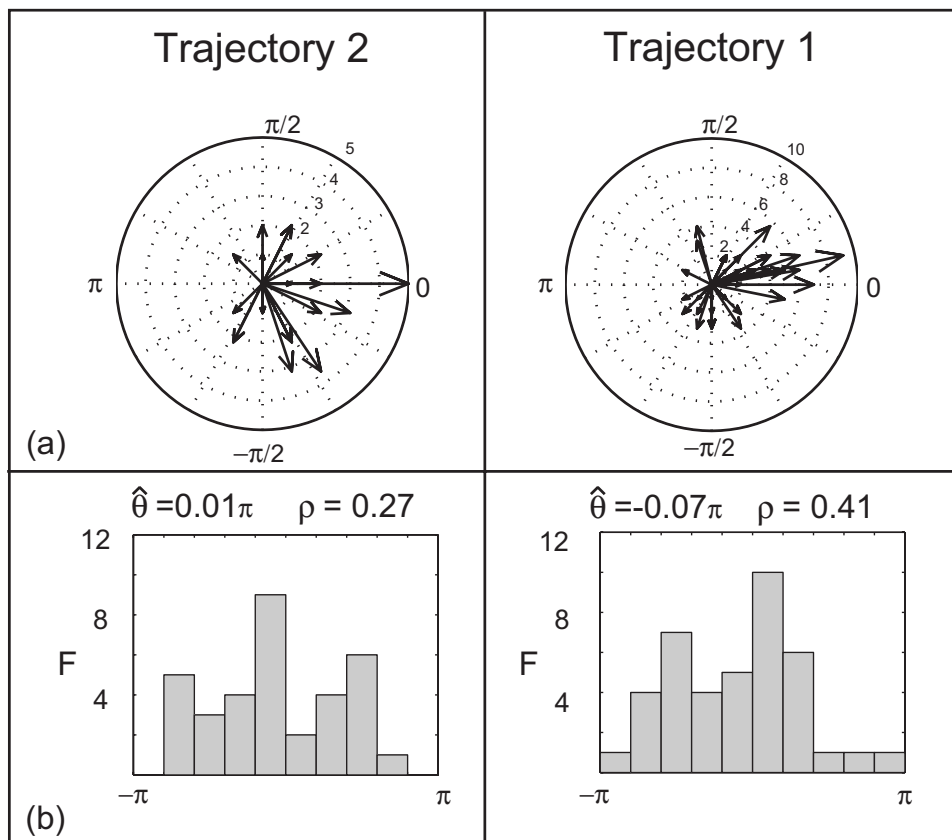 Trajectory 2
π/2
5
4
3
2
π
0
−π/2
(a)
Trajectory 1
π/2
10
8
6
4
2
π
0
−π/2
θ̂ =0.01π ρ = 0.27
12
8
F
4
−π
π
(b)
θ̂ =-0.07π ρ = 0.41
12
8
F
4
−π
π